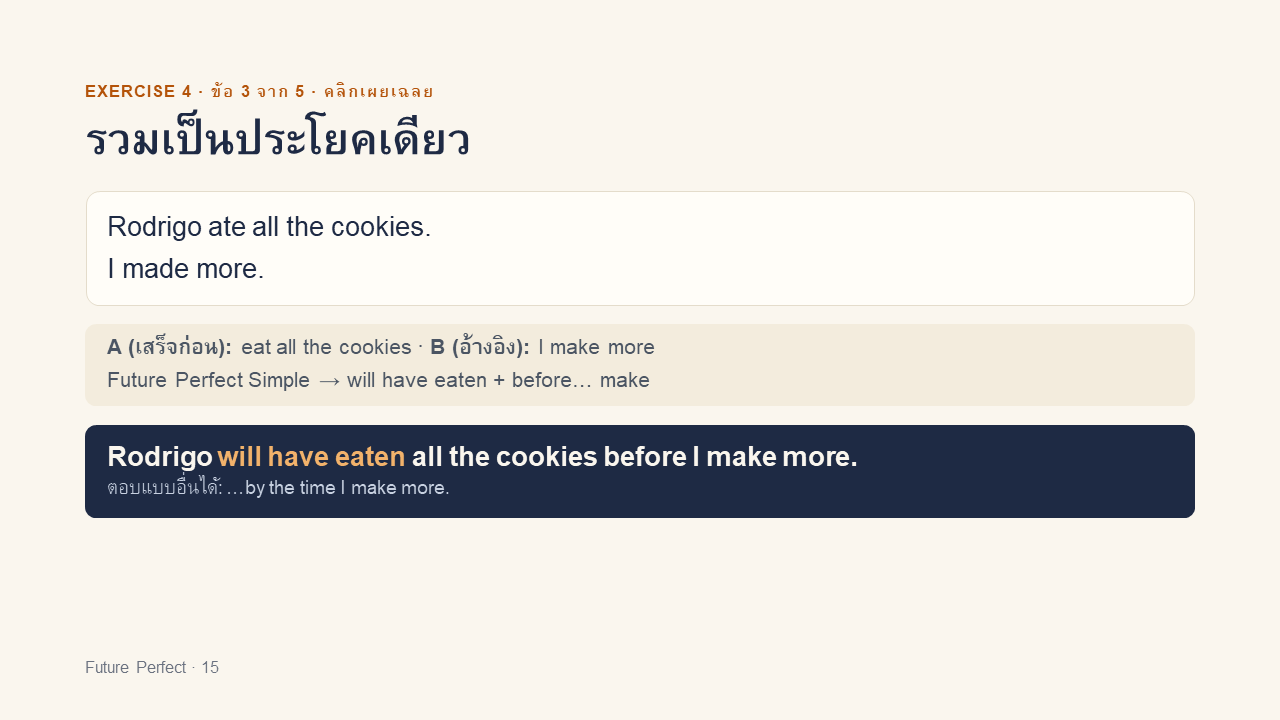 EXERCISE 4 · ข้อ 3 จาก 5 · คลิกเผยเฉลย
รวมเป็นประโยคเดียว
Rodrigo ate all the cookies.
I made more.
A (เสร็จก่อน): eat all the cookies · B (อ้างอิง): I make more
Future Perfect Simple → will have eaten + before… make
Rodrigo will have eaten all the cookies before I make more.
ตอบแบบอื่นได้: …by the time I make more.
Future Perfect · 15